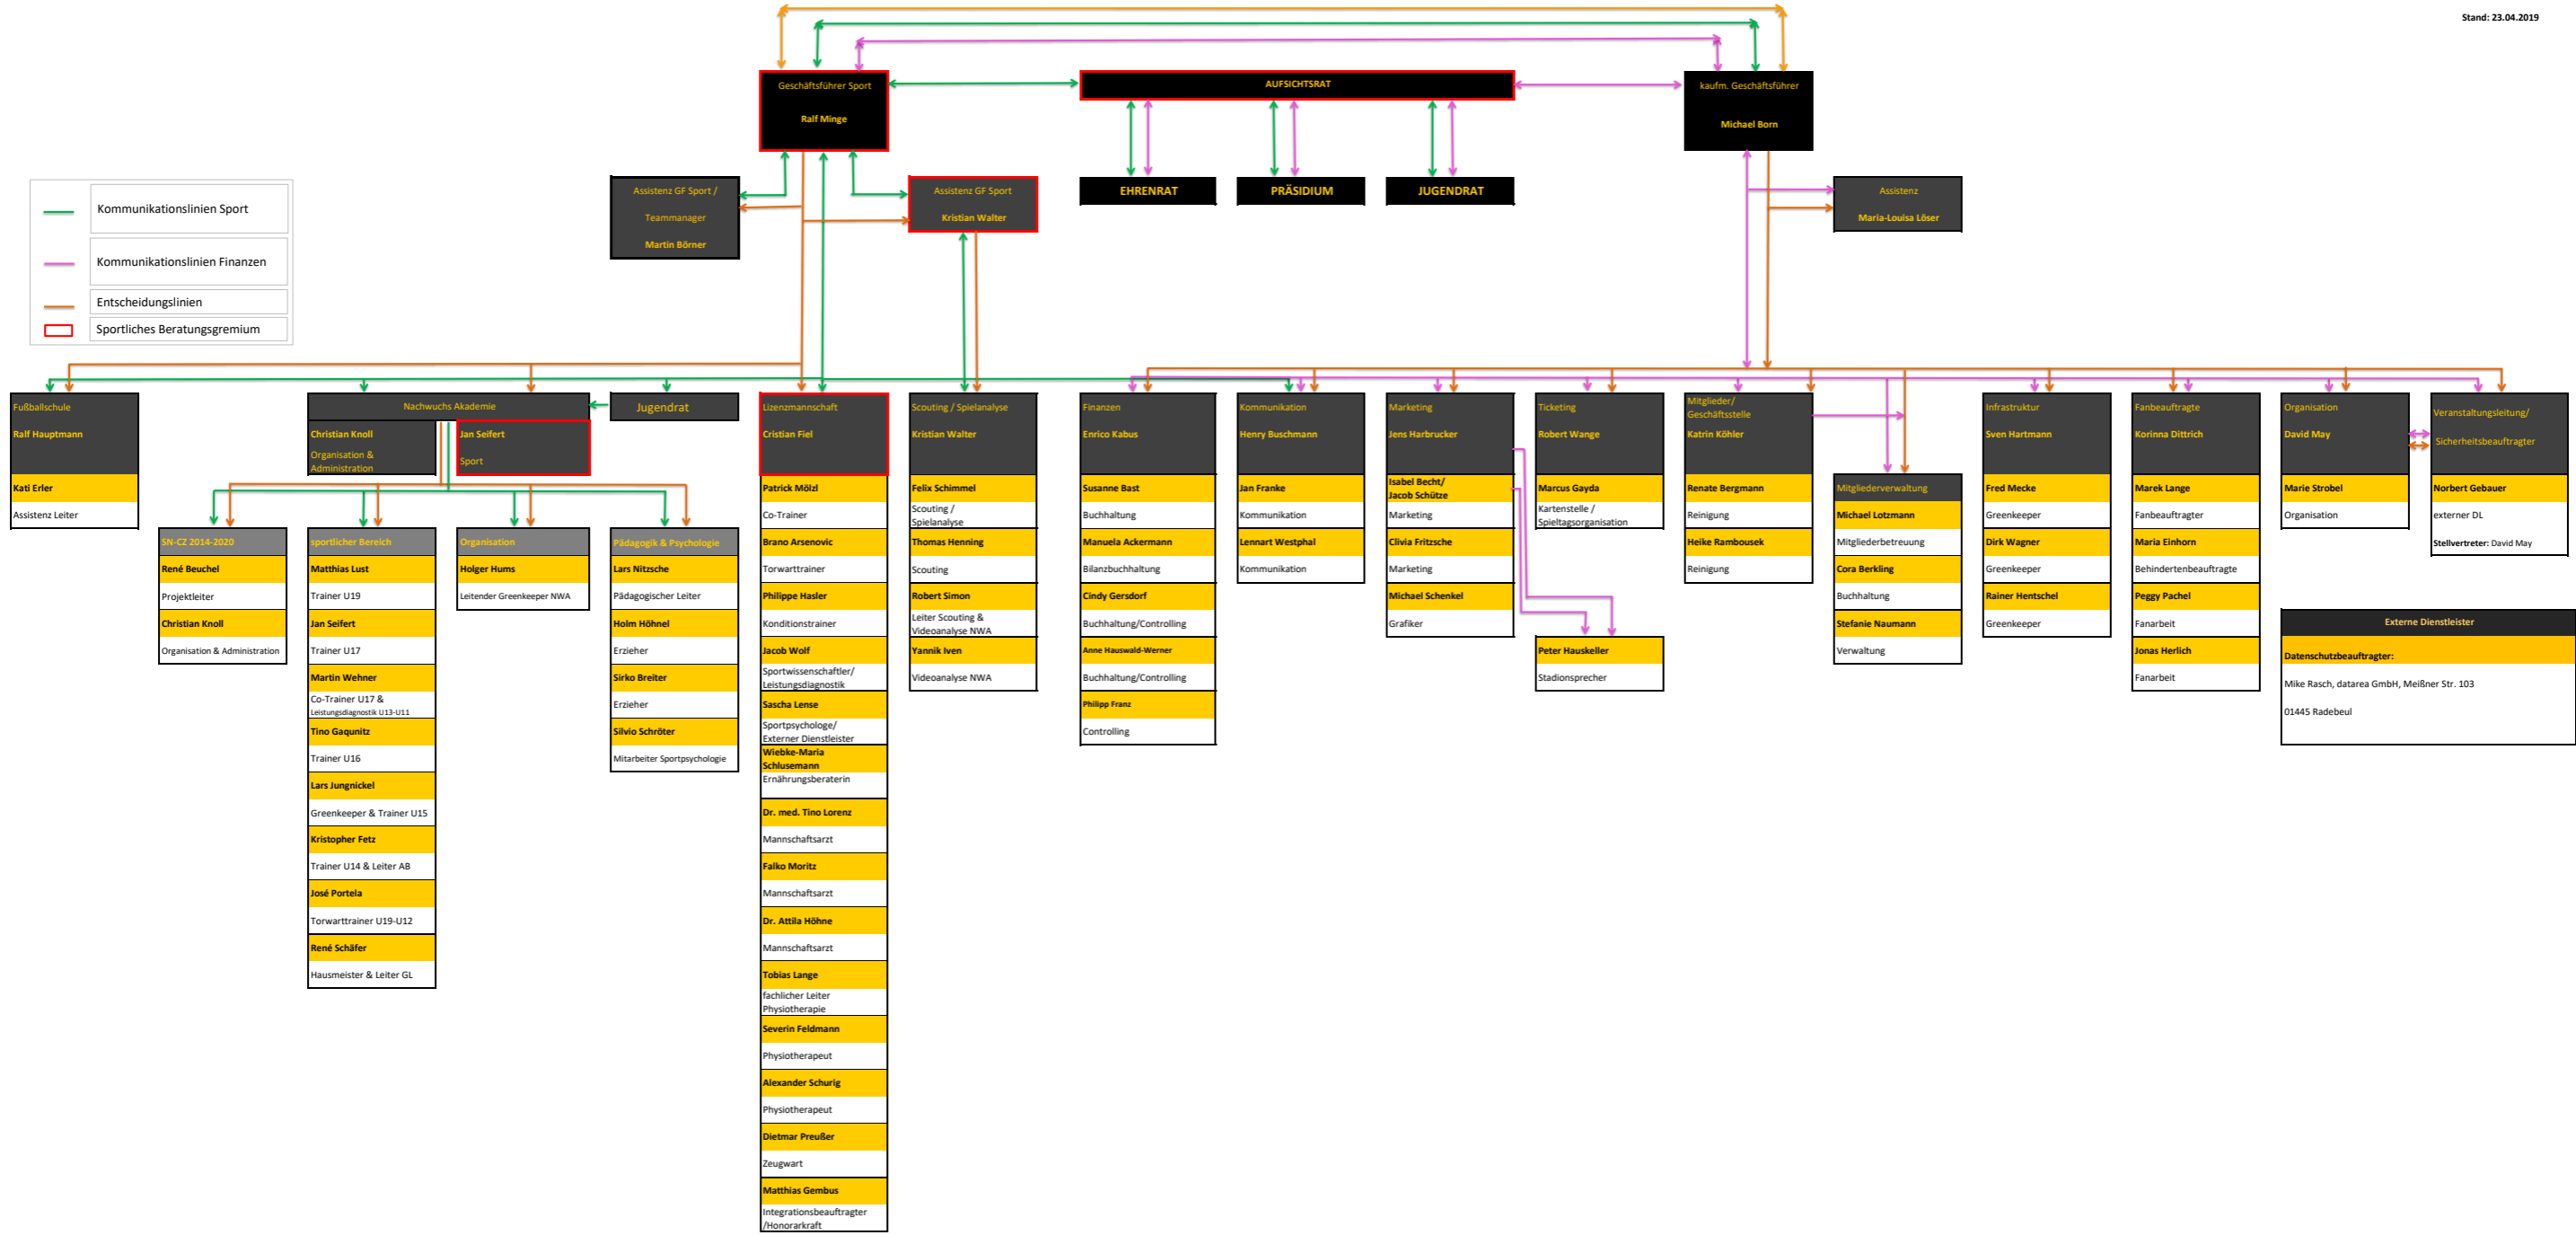 Stand: 23.04.2019
Geschäftsführer Sport
Ralf Minge
AUFSICHTSRAT
kaufm. Geschäftsführer
Michael Born
Kommunikationslinien Sport
Kommunikationslinien Finanzen
Entscheidungslinien
Sportliches Beratungsgremium
Assistenz GF Sport /
Teammanager
Martin Börner
Assistenz GF Sport
Kristian Walter
EHRENRAT
PRÄSIDIUM
JUGENDRAT
Assistenz
Maria-Louisa Löser
Fußballschule
Ralf Hauptmann
Kati Erler
Assistenz Leiter
Nachwuchs Akademie
Christian Knoll
Organisation &
Administration
Jan Seifert
Sport
Jugendrat
SN-CZ 2014-2020
René Beuchel
Projektleiter
Christian Knoll
Organisation & Administration
sportlicher Bereich
Matthias Lust
Trainer U19
Jan Seifert
Trainer U17
Martin Wehner
Co-Trainer U17 &
Leistungsdiagnostik U13-U11
Tino Gaqunitz
Trainer U16
Lars Jungnickel
Greenkeeper & Trainer U15
Kristopher Fetz
Trainer U14 & Leiter AB
José Portela
Torwarttrainer U19-U12
René Schäfer
Hausmeister & Leiter GL
Organisation
Holger Hums
Leitender Greenkeeper NWA
Pädagogik & Psychologie
Lars Nitzsche
Pädagogischer Leiter
Holm Höhnel
Erzieher
Sirko Breiter
Erzieher
Silvio Schröter
Mitarbeiter Sportpsychologie
Lizenzmannschaft
Cristian Fiel
Patrick Mölzl
Co-Trainer
Brano Arsenovic
Torwarttrainer
Philippe Hasler
Konditionstrainer
Jacob Wolf
Sportwissenschaftler/
Leistungsdiagnostik
Sascha Lense
Sportpsychologe/
Externer Dienstleister
Wiebke-Maria
Schlusemann
Ernährungsberaterin
Dr. med. Tino Lorenz
Mannschaftsarzt
Falko Moritz
Mannschaftsarzt
Dr. Attila Höhne
Mannschaftsarzt
Tobias Lange
fachlicher Leiter
Physiotherapie
Severin Feldmann
Physiotherapeut
Alexander Schurig
Physiotherapeut
Dietmar Preußer
Zeugwart
Matthias Gembus
Integrationsbeauftragter
/Honorarkraft
Scouting / Spielanalyse
Kristian Walter
Felix Schimmel
Scouting /
Spielanalyse
Thomas Henning
Scouting
Robert Simon
Leiter Scouting &
Videoanalyse NWA
Yannik Iven
Videoanalyse NWA
Finanzen
Enrico Kabus
Susanne Bast
Buchhaltung
Manuela Ackermann
Bilanzbuchhaltung
Cindy Gersdorf
Buchhaltung/Controlling
Anne Hauswald-Werner
Buchhaltung/Controlling
Philipp Franz
Controlling
Kommunikation
Henry Buschmann
Jan Franke
Kommunikation
Lennart Westphal
Kommunikation
Marketing
Jens Harbrucker
Isabel Becht/
Jacob Schütze
Marketing
Clivia Fritzsche
Marketing
Michael Schenkel
Grafiker
Ticketing
Robert Wange
Marcus Gayda
Kartenstelle /
Spieltagsorganisation
Peter Hauskeller
Stadionsprecher
Mitglieder/
Geschäftsstelle
Katrin Köhler
Renate Bergmann
Reinigung
Heike Rambousek
Reinigung
Mitgliederverwaltung
Michael Lotzmann
Mitgliederbetreuung
Cora Berkling
Buchhaltung
Stefanie Naumann
Verwaltung
Infrastruktur
Sven Hartmann
Fred Mecke
Greenkeeper
Dirk Wagner
Greenkeeper
Rainer Hentschel
Greenkeeper
Fanbeauftragte
Korinna Dittrich
Marek Lange
Fanbeauftragter
Maria Einhorn
Behindertenbeauftragte
Peggy Pachel
Fanarbeit
Jonas Herlich
Fanarbeit
Organisation
David May
Marie Strobel
Organisation
Veranstaltungsleitung/
Sicherheitsbeauftragter
Norbert Gebauer
externer DL
Stellvertreter: David May
Externe Dienstleister
Datenschutzbeauftragter:
Mike Rasch, datarea GmbH, Meißner Str. 103
01445 Radebeul